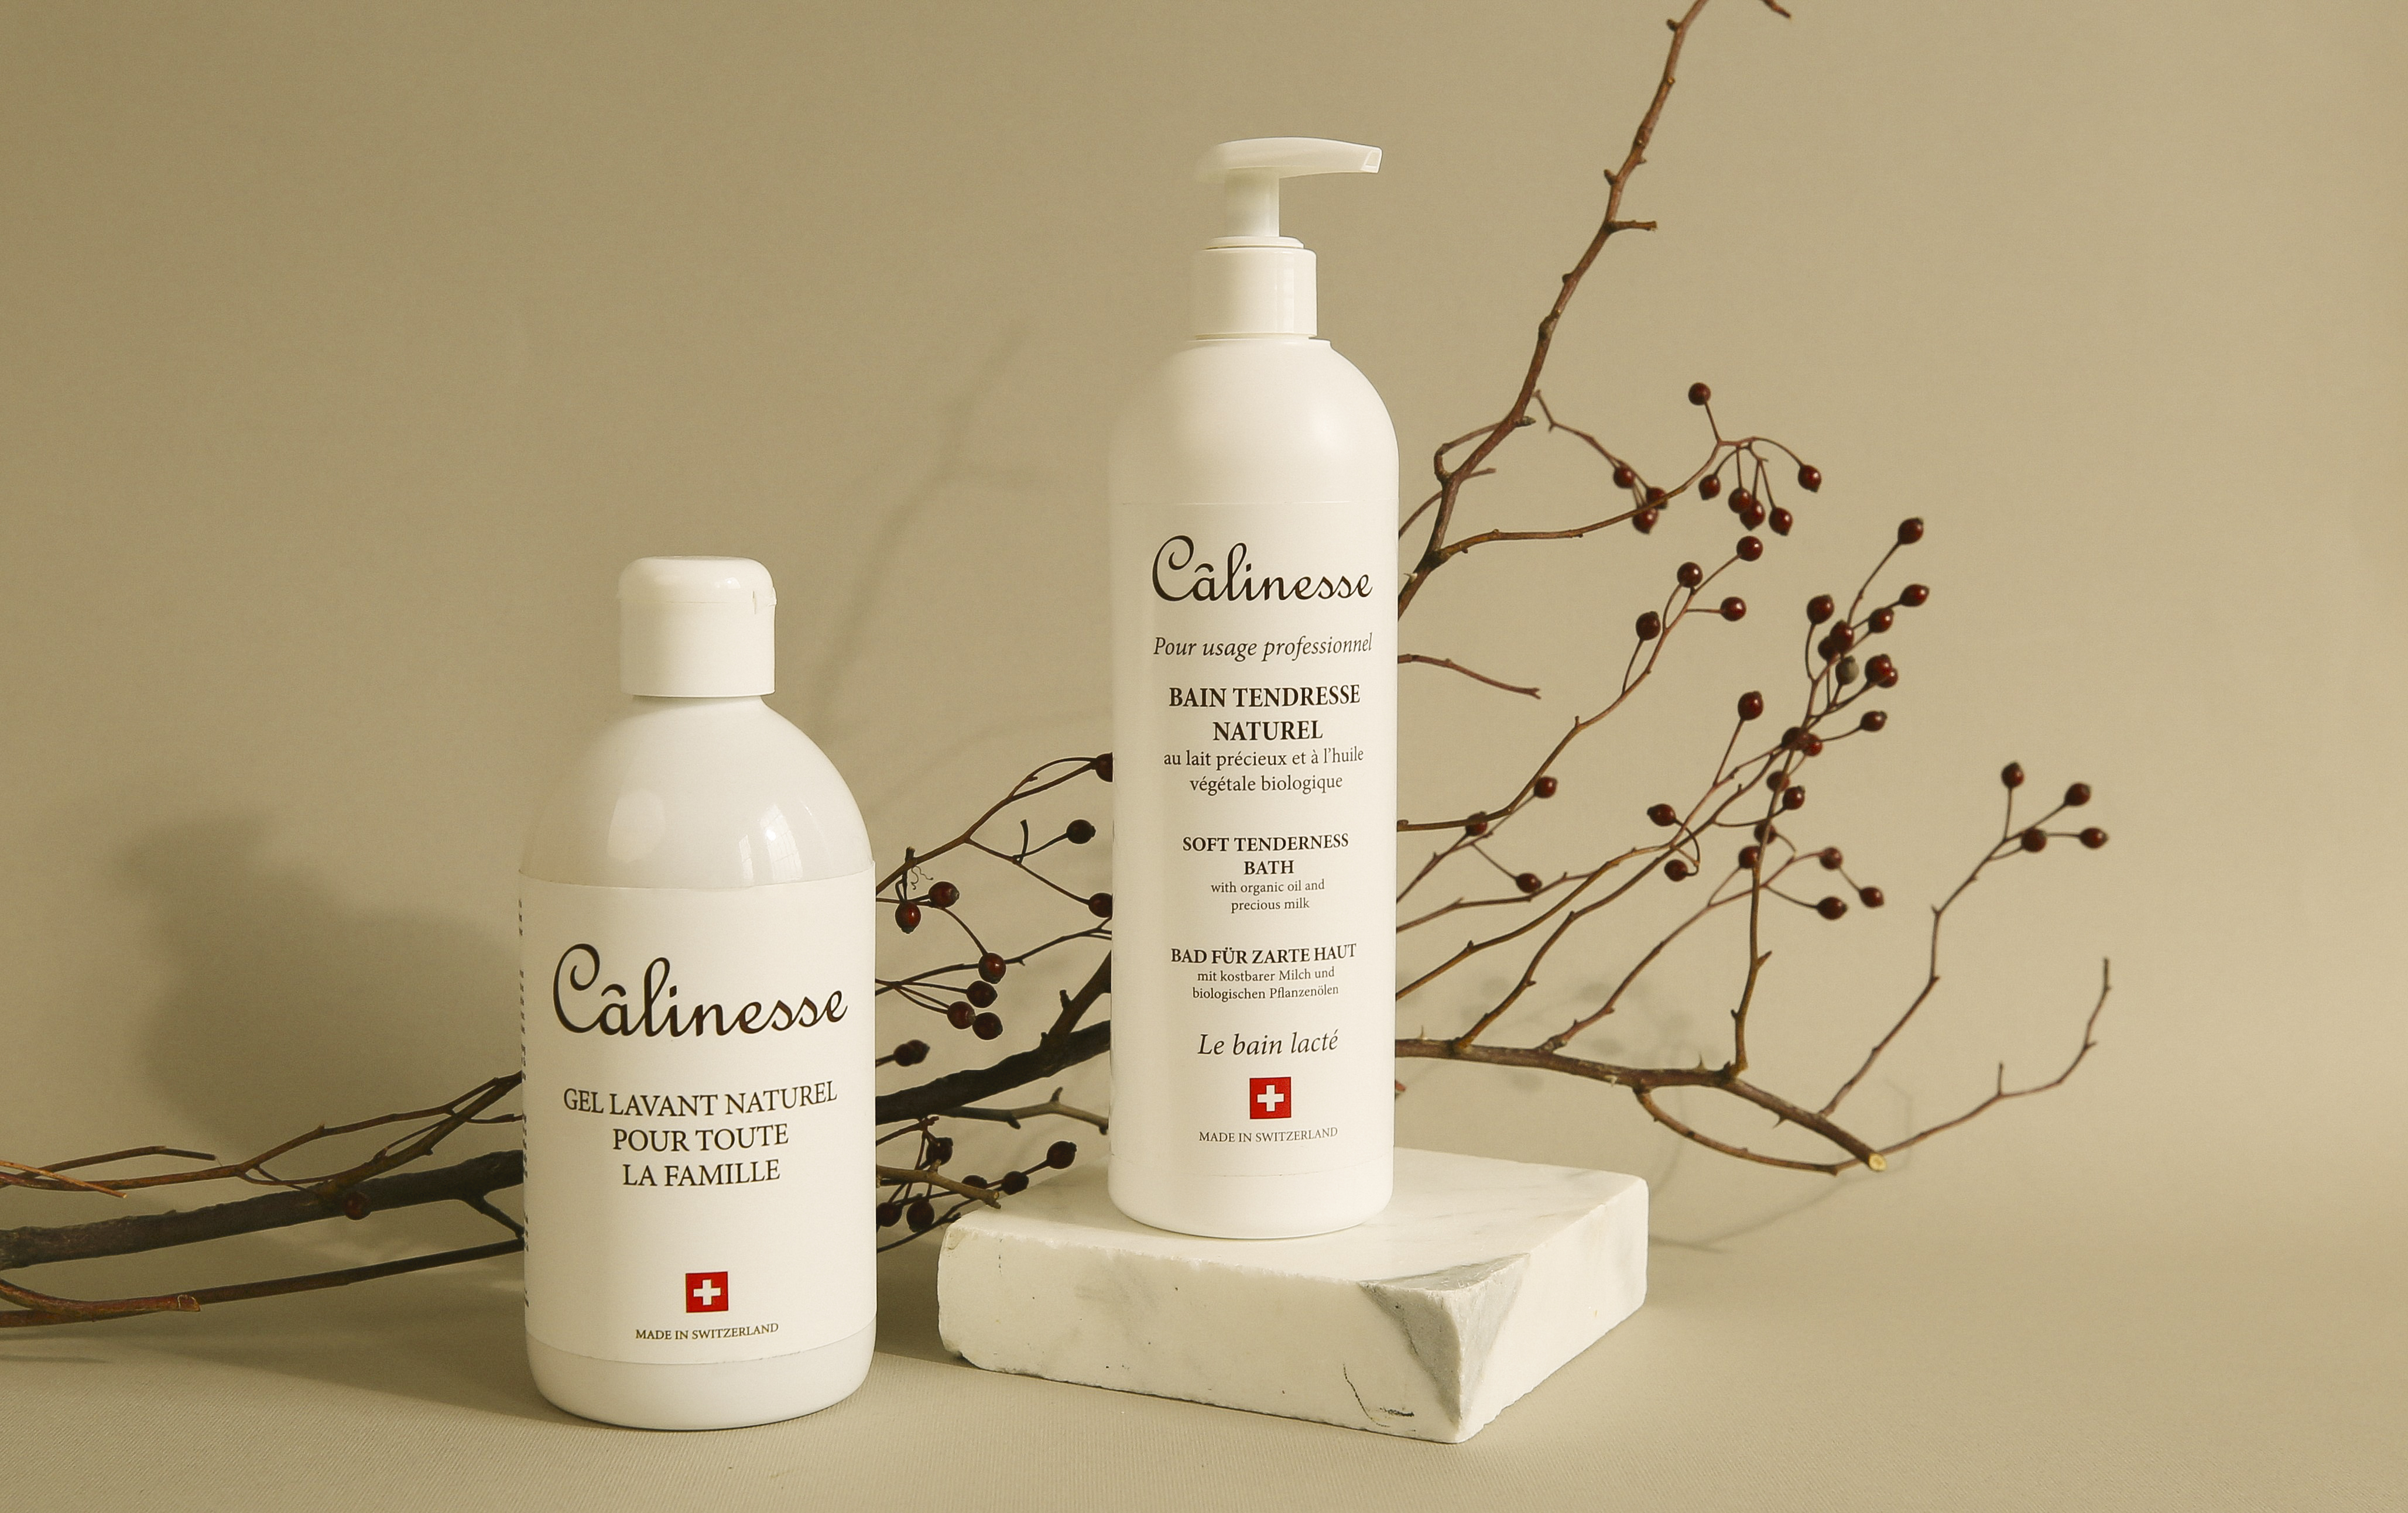 Câlinesse
GEL LAVANT NATUREL
POUR TOUTE
LA FAMILLE
MADE IN SWITZERLAND
Câlinesse
Pour usage professionnel
BAIN TENDRESSE
NATUREL
au lait précieux et à l'huile
végétale biologique
SOFT TENDERNESS
BATH
with organic oil and
precious milk
BAD FÜR ZARTE HAUT
mit kostbarer Milch und
biologischen Pflanzenölen
Le bain lacté
MADE IN SWITZERLAND